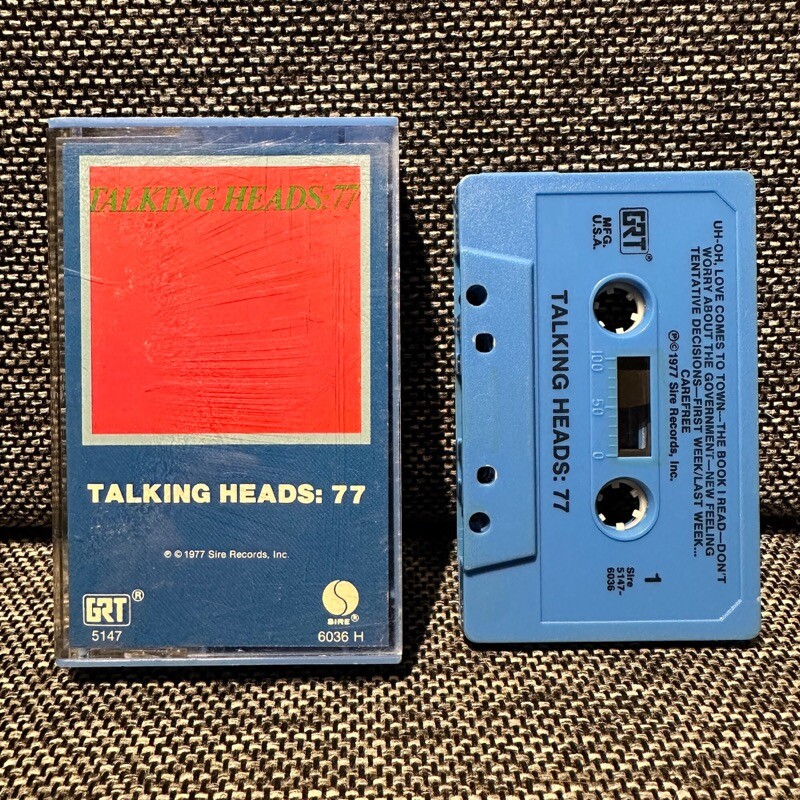 TALKING HEADS: 77
TALKING HEADS: 77
℗ © 1977 Sire Records, Inc.
GRT®
5147
SIRE®
6036 H
GRT®
MFG.
U.S.A.
UH-OH, LOVE COMES TO TOWN—THE BOOK I READ—DON'T
WORRY ABOUT THE GOVERNMENT—NEW FEELING
TENTATIVE DECISIONS—FIRST WEEK/LAST WEEK...
CAREFREE
℗©1977 Sire Records, Inc.
100 50 0
TALKING HEADS: 77
1
Sire
5147-
6036